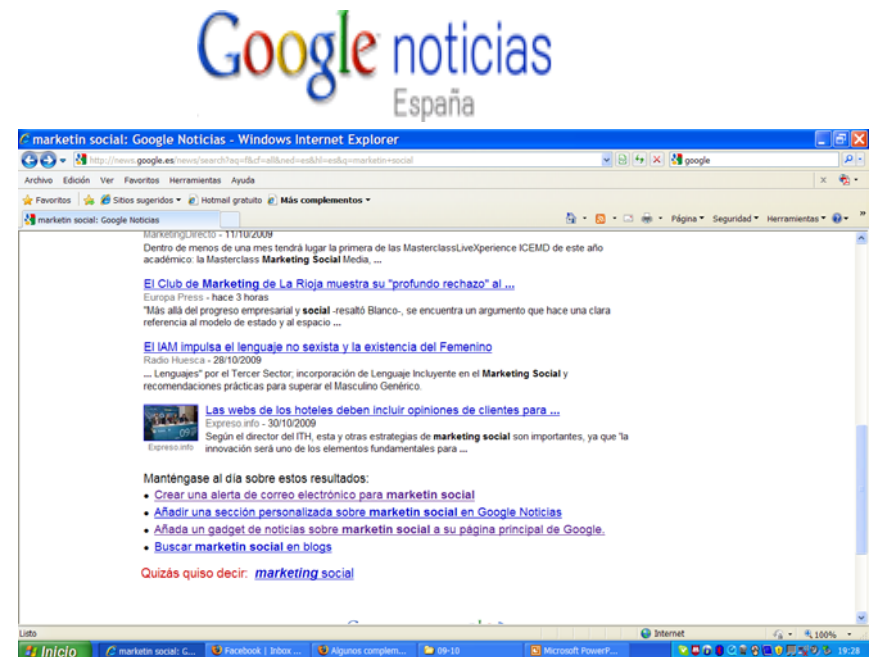 Google noticias
España
marketin social: Google Noticias - Windows Internet Explorer
http://news.google.es/news/search?aq=f&cf=all&ned=es&hl=es&q=marketin+social
google
Archivo Edición Ver Favoritos Herramientas Ayuda
Favoritos Sitios sugeridos Hotmail gratuito Más complementos
marketin social: Google Noticias
Página Seguridad Herramientas
MarketingDirecto - 11/10/2009
Dentro de menos de una mes tendrá lugar la primera de las MasterclassLiveXperience ICEMD de este año
académico: la Masterclass Marketing Social Media, ...
El Club de Marketing de La Rioja muestra su "profundo rechazo" al ...
Europa Press - hace 3 horas
"Más allá del progreso empresarial y social -resaltó Blanco-, se encuentra un argumento que hace una clara
referencia al modelo de estado y al espacio ...
El IAM impulsa el lenguaje no sexista y la existencia del Femenino
Radio Huesca - 28/10/2009
.... Lenguajes" por el Tercer Sector; incorporación de Lenguaje Incluyente en el Marketing Social y
recomendaciones prácticas para superar el Masculino Genérico.
Las webs de los hoteles deben incluir opiniones de clientes para ...
Expreso.info - 30/10/2009
Según el director del ITH, esta y otras estrategias de marketing social son importantes, ya que "la
innovación será uno de los elementos fundamentales para ...
Expreso.info
Manténgase al día sobre estos resultados:
• Crear una alerta de correo electrónico para marketin social
• Añadir una sección personalizada sobre marketin social en Google Noticias
• Añada un gadget de noticias sobre marketin social a su página principal de Google.
• Buscar marketin social en blogs
Quizás quiso decir: marketing social
Listo
Internet
100%
Inicio
marketin social: G...
Facebook | Inbox ...
Algunos complem...
09-10
Microsoft PowerP...
19:28